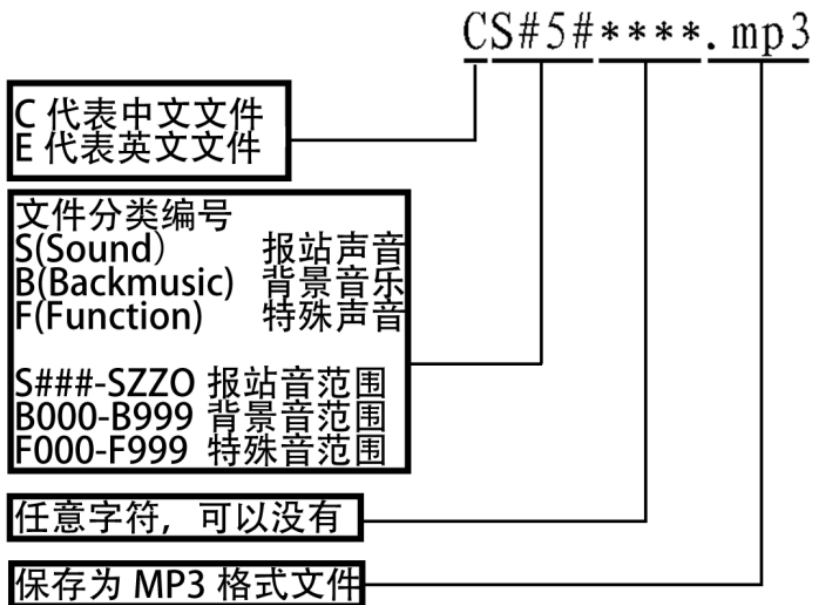 CS#5#****.mp3
C 代表中文文件
E 代表英文文件
文件分类编号
S(Sound） 报站声音
B(Backmusic) 背景音乐
F(Function) 特殊声音
S###-SZZO 报站音范围
B000-B999 背景音范围
F000-F999 特殊音范围
任意字符，可以没有
保存为 MP3 格式文件